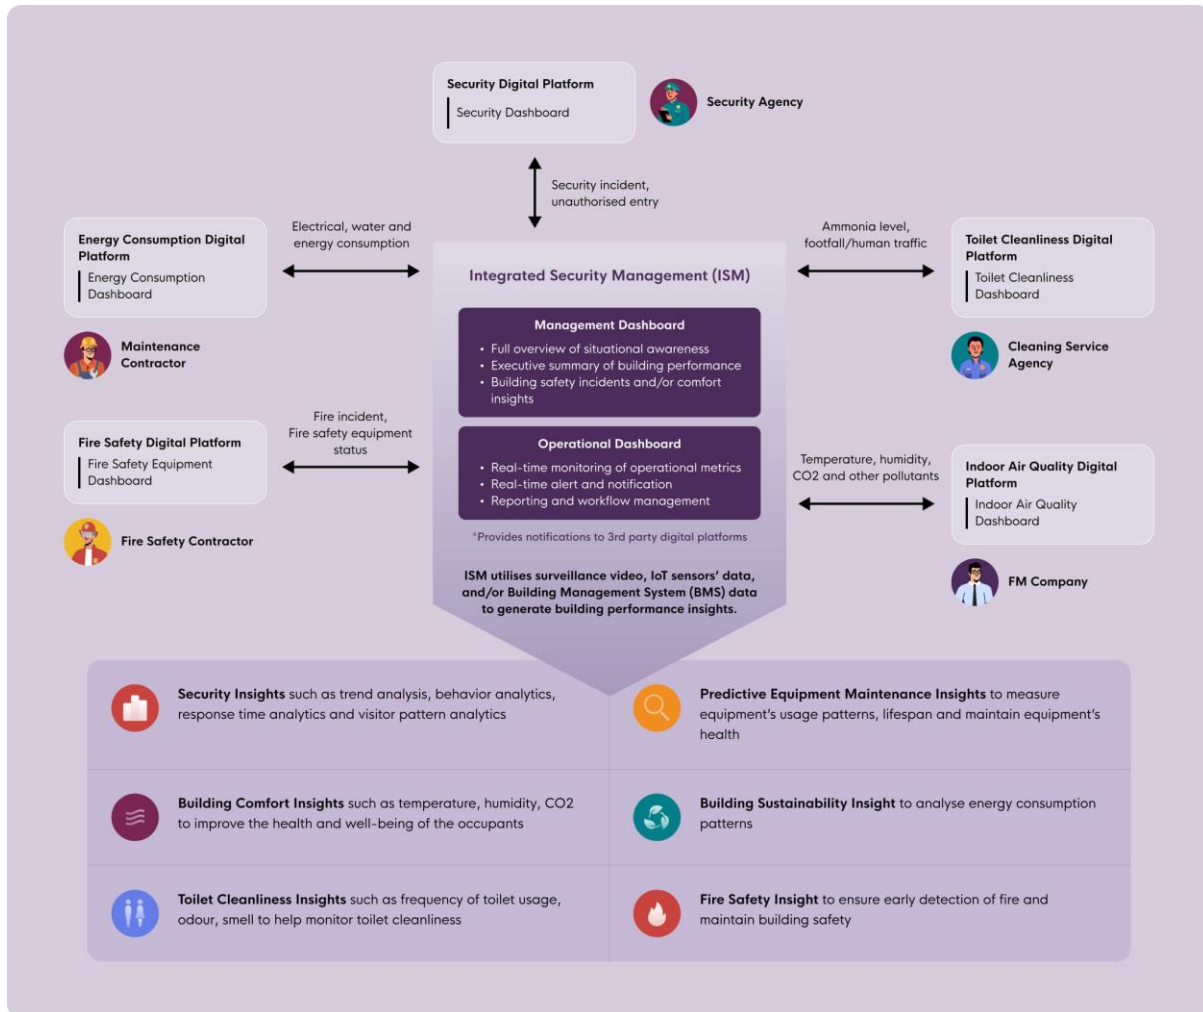 Security Digital Platform
Security Dashboard
Security Agency
Security incident,
unauthorised entry
Energy Consumption Digital
Platform
Energy Consumption
Dashboard
Maintenance
Contractor
Electrical, water and
energy consumption
Fire Safety Digital Platform
Fire Safety Equipment
Dashboard
Fire Safety Contractor
Fire incident,
Fire safety equipment
status
Integrated Security Management (ISM)
Management Dashboard
• Full overview of situational awareness
• Executive summary of building performance
• Building safety incidents and/or comfort
insights
Operational Dashboard
• Real-time monitoring of operational metrics
• Real-time alert and notification
• Reporting and workflow management
*Provides notifications to 3rd party digital platforms
ISM utilises surveillance video, IoT sensors’ data,
and/or Building Management System (BMS) data
to generate building performance insights.
Ammonia level,
footfall/human traffic
Toilet Cleanliness Digital
Platform
Toilet Cleanliness
Dashboard
Cleaning Service
Agency
Temperature, humidity,
CO2 and other pollutants
Indoor Air Quality Digital
Platform
Indoor Air Quality
Dashboard
FM Company
Security Insights such as trend analysis, behavior analytics,
response time analytics and visitor pattern analytics
Predictive Equipment Maintenance Insights to measure
equipment’s usage patterns, lifespan and maintain equipment’s
health
Building Comfort Insights such as temperature, humidity, CO2
to improve the health and well-being of the occupants
Building Sustainability Insight to analyse energy consumption
patterns
Toilet Cleanliness Insights such as frequency of toilet usage,
odour, smell to help monitor toilet cleanliness
Fire Safety Insight to ensure early detection of fire and
maintain building safety